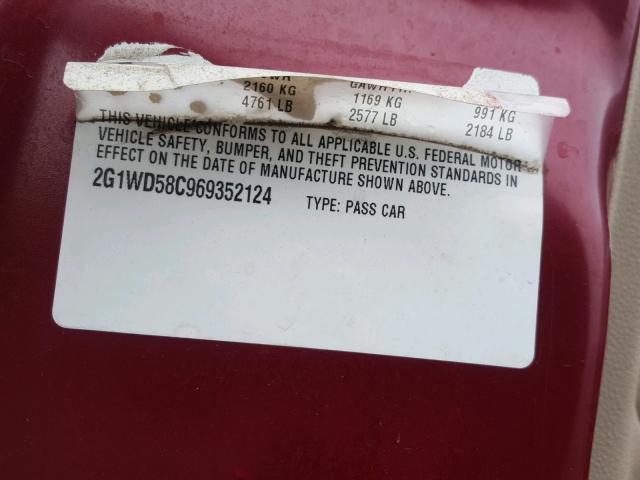 2160 KG 1169 KG 991 KG
4761 LB 2577 LB 2184 LB
THIS VEHICLE CONFORMS TO ALL APPLICABLE U.S. FEDERAL MOTOR
VEHICLE SAFETY, BUMPER, AND THEFT PREVENTION STANDARDS IN
EFFECT ON THE DATE OF MANUFACTURE SHOWN ABOVE.
2G1WD58C969352124 TYPE: PASS CAR